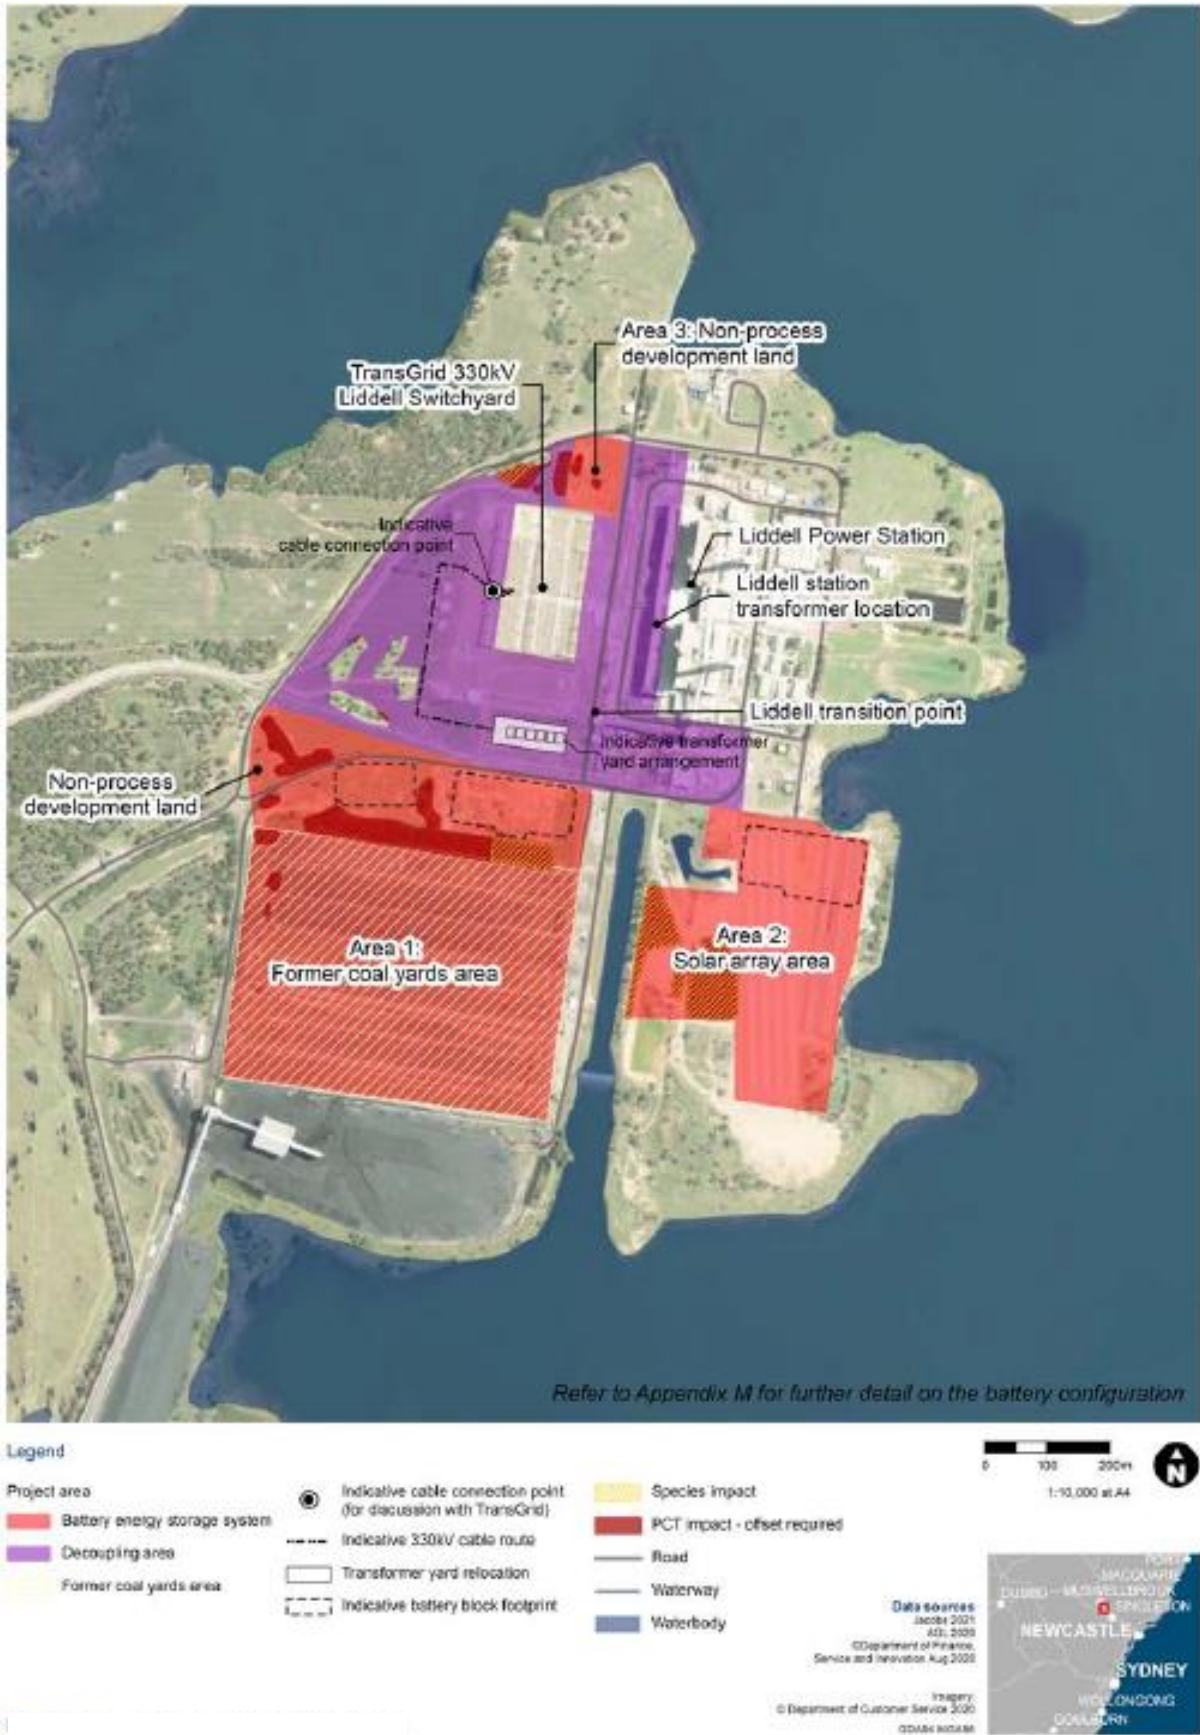 Area 3: Non-process
development land
TransGrid 330kV
Liddell Switchyard
Indicative
cable connection point
Liddell Power Station
Liddell station
transformer location
Liddell transition point
Indicative transformer
yard arrangement
Non-process
development land
Area 1:
Former coal yards area
Area 2:
Solar array area
Refer to Appendix M for further detail on the battery configuration
Legend
Project area
Battery energy storage system
Decoupling area
Former coal yards area
Indicative cable connection point
(for discussion with TransGrid)
Indicative 330kV cable route
Transformer yard relocation
Indicative battery block footprint
Species impact
PCT impact - offset required
Road
Waterway
Waterbody
0 100 200m
1:10,000 at A4
N
Data sources
Jacobs 2021
AGL 2020
©Department of Finance,
Service and Innovation Aug 2020
Imagery:
© Department of Customer Service 2020
PORT
MACQUARIE
DUBBO
MUSWELLBROOK
SINGLETON
NEWCASTLE
SYDNEY
WOLLONGONG
GOULBURN